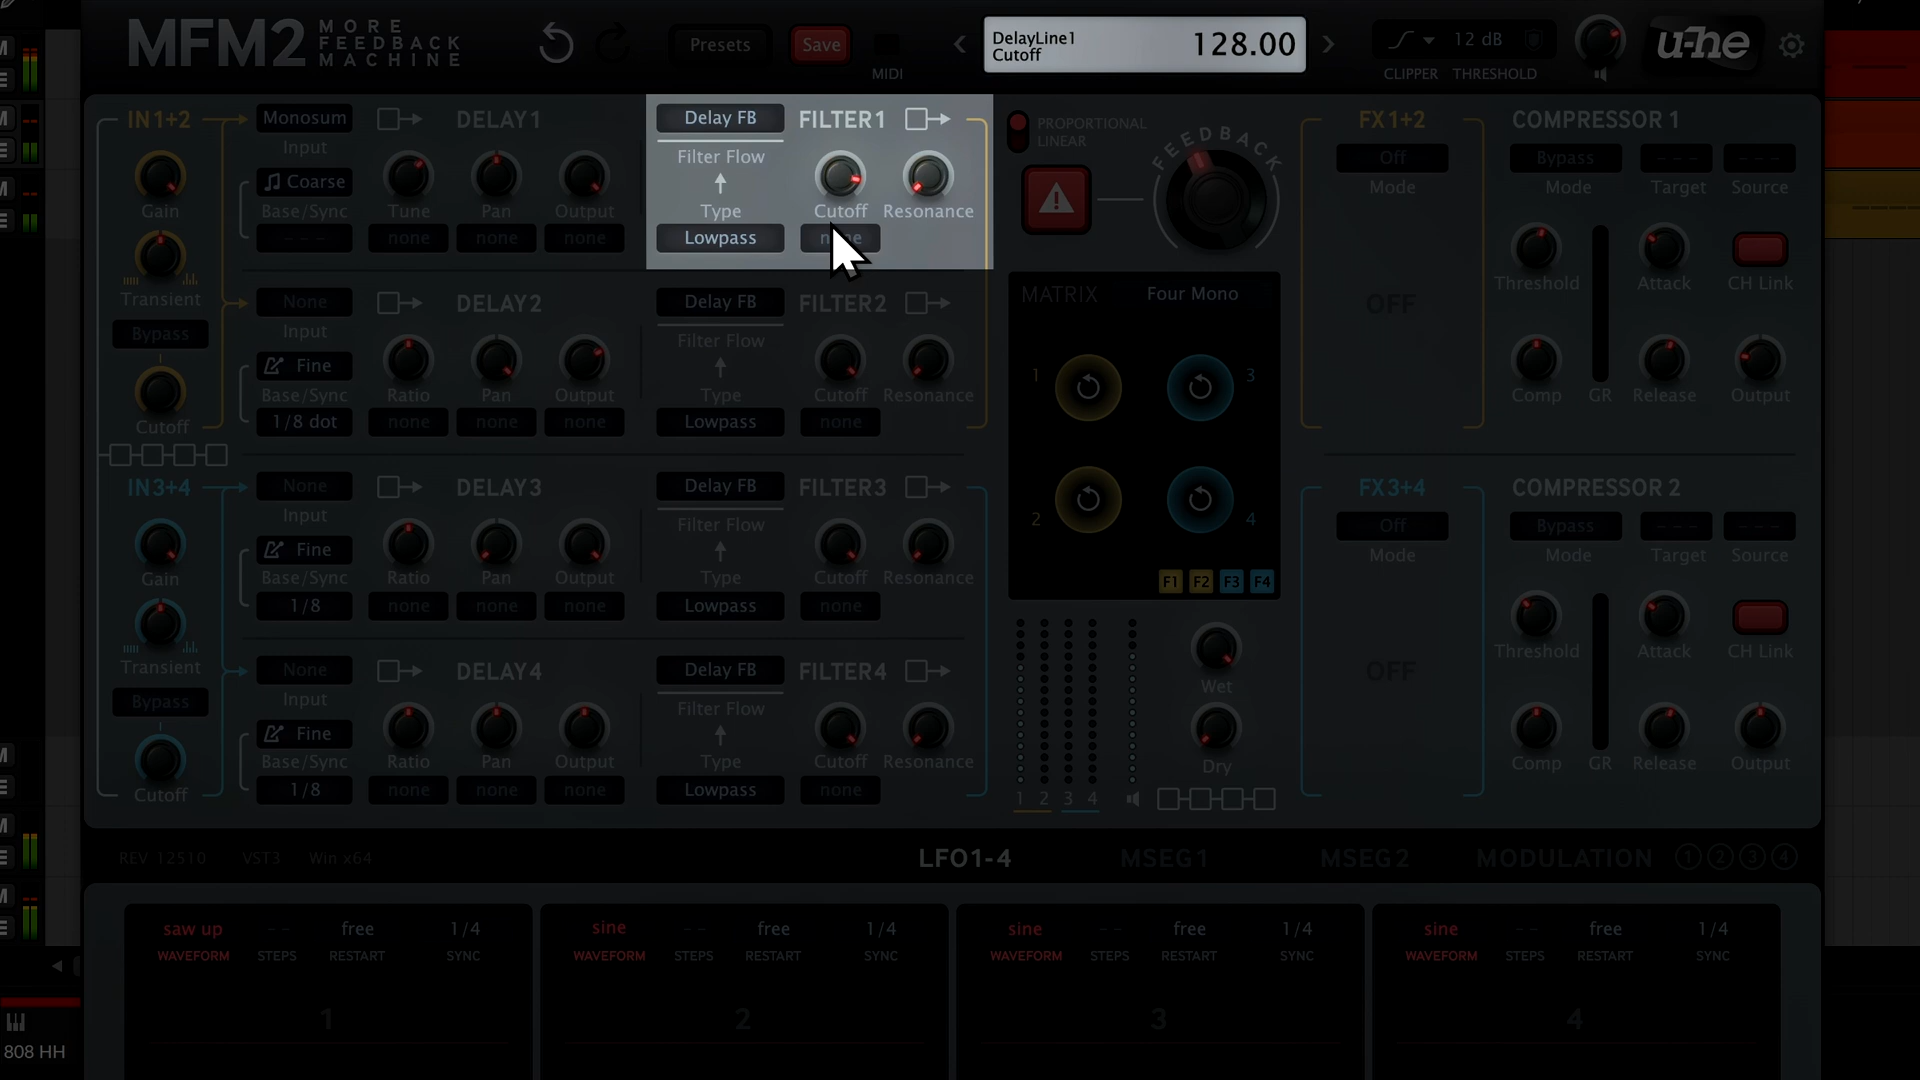 MFM2 MORE FEEDBACK MACHINE
Presets
Save
MIDI
DelayLine1
Cutoff
128.00
12 dB
CLIPPER THRESHOLD
u-he
IN1+2
Monosum
Input
DELAY1
Delay FB
FILTER1
Filter Flow
Coarse
Gain
Base/Sync
Tune
Pan
Output
Type
Cutoff
Resonance
- - -
none
none
none
Lowpass
PROPORTIONAL
LINEAR
FEEDBACK
FX1+2
Off
Mode
COMPRESSOR 1
Bypass
- - -
- - -
Mode
Target
Source
Threshold
Attack
CH Link
OFF
Comp
GR
Release
Output
Transient
Bypass
Cutoff
None
Input
DELAY2
Delay FB
FILTER2
Filter Flow
Fine
Base/Sync
Ratio
Pan
Output
Type
Cutoff
Resonance
1/8 dot
none
none
none
Lowpass
none
MATRIX
Four Mono
1
3
2
4
F1
F2
F3
F4
IN3+4
None
Input
DELAY3
Delay FB
FILTER3
Filter Flow
Fine
Gain
Base/Sync
Ratio
Pan
Output
Type
Cutoff
Resonance
1/8
none
none
none
Lowpass
none
FX3+4
Off
Mode
COMPRESSOR 2
Bypass
- - -
- - -
Mode
Target
Source
Threshold
Attack
CH Link
OFF
Comp
GR
Release
Output
Transient
Bypass
Cutoff
None
Input
DELAY4
Delay FB
FILTER4
Filter Flow
Fine
Base/Sync
Ratio
Pan
Output
Type
Cutoff
Resonance
1/8
none
none
none
Lowpass
none
Wet
Dry
1 2 3 4
REV 12510
VST3
Win x64
LFO1-4
MSEG1
MSEG2
MODULATION
1 2 3 4
saw up
- -
free
1/4
WAVEFORM
STEPS
RESTART
SYNC
1
sine
- -
free
1/4
WAVEFORM
STEPS
RESTART
SYNC
2
sine
- -
free
1/4
WAVEFORM
STEPS
RESTART
SYNC
3
sine
- -
free
1/4
WAVEFORM
STEPS
RESTART
SYNC
4
808 HH